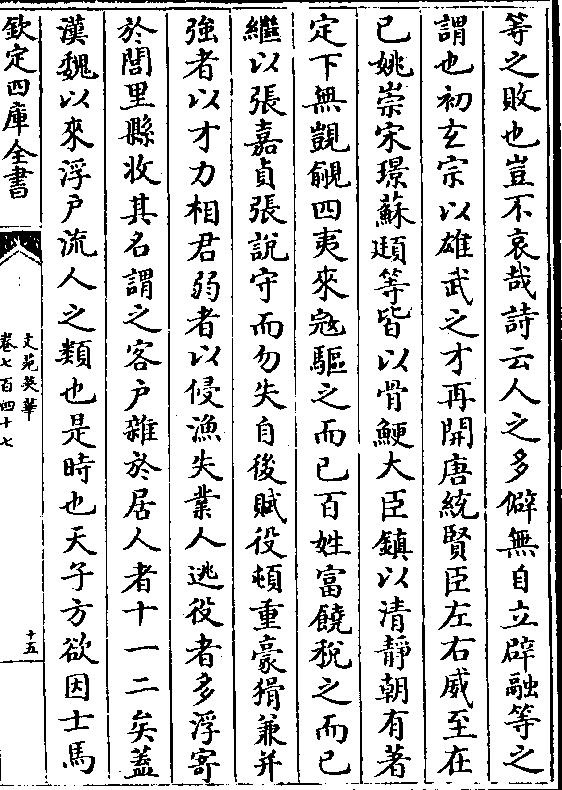 等之敗也豈不哀哉詩云人之多僻無自立辟融等之
謂也初玄宗以雄武之才再開唐統賢臣左右威至在
已姚崇宋璟蘇頲等皆以骨鯁大臣鎮以清靜朝有著
定下無覬覦四夷來寇驅之而已百姓富饒稅之而已
繼以張嘉貞張說守而勿失自後賦役頓重豪猾兼并
強者以才力相君弱者以侵漁失業人逃役者多浮寄
於閭里縣收其名謂之客户雜於居人者十一二矣蓋
漢魏以來浮户流人之類也是時也天子方欲因士馬
欽定四庫全書
文苑英華
卷七百四十七
十五